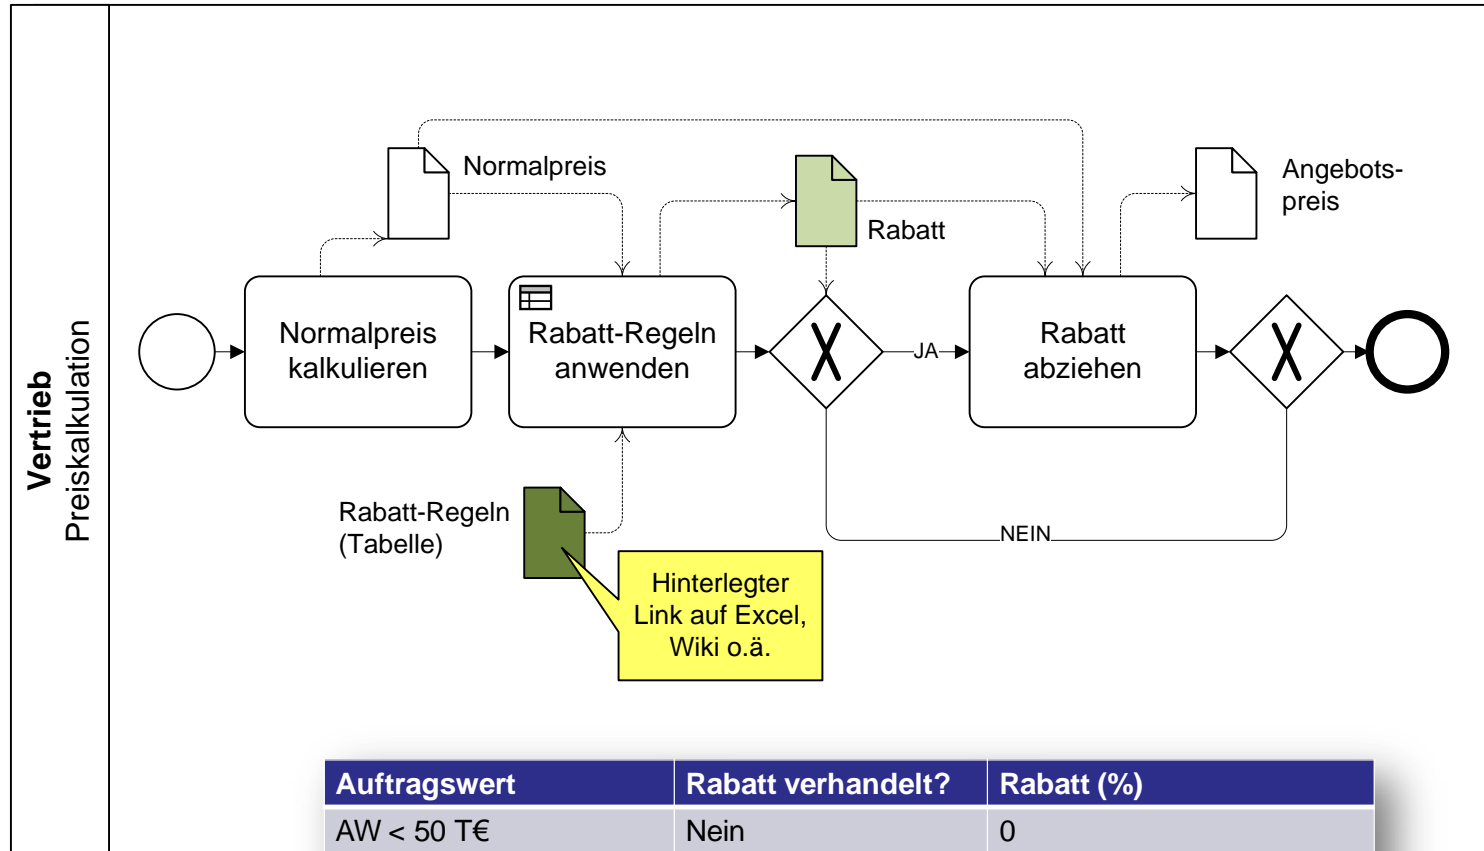 Vertrieb
Preiskalkulation
Normalpreis
Rabatt
Angebots-
preis
Normalpreis
kalkulieren
Rabatt-Regeln
anwenden
JA
Rabatt
abziehen
NEIN
Rabatt-Regeln
(Tabelle)
Hinterlegter
Link auf Excel,
Wiki o.ä.
Auftragswert Rabatt verhandelt? Rabatt (%)
AW < 50 T€ Nein 0